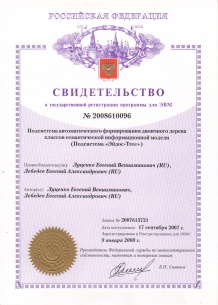 РОССИЙСКАЯ ФЕДЕРАЦИЯ
СВИДЕТЕЛЬСТВО
о государственной регистрации программы для ЭВМ
№ 2008610096
Подсистема автоматического формирования двоичного дерева
классов семантической информационной модели
(Подсистема «Эйдос-Tree»)
Правообладатель(ли): Луценко Евгений Вениаминович (RU),
Лебедев Евгений Александрович (RU)
Автор(ы): Луценко Евгений Вениаминович,
Лебедев Евгений Александрович (RU)
Заявка № 2007613721
Дата поступления 17 сентября 2007 г.
Зарегистрировано в Реестре программ для ЭВМ
9 января 2008 г.
Руководитель Федеральной службы по интеллектуальной
собственности, патентам и товарным знакам
Б.П. Симонов